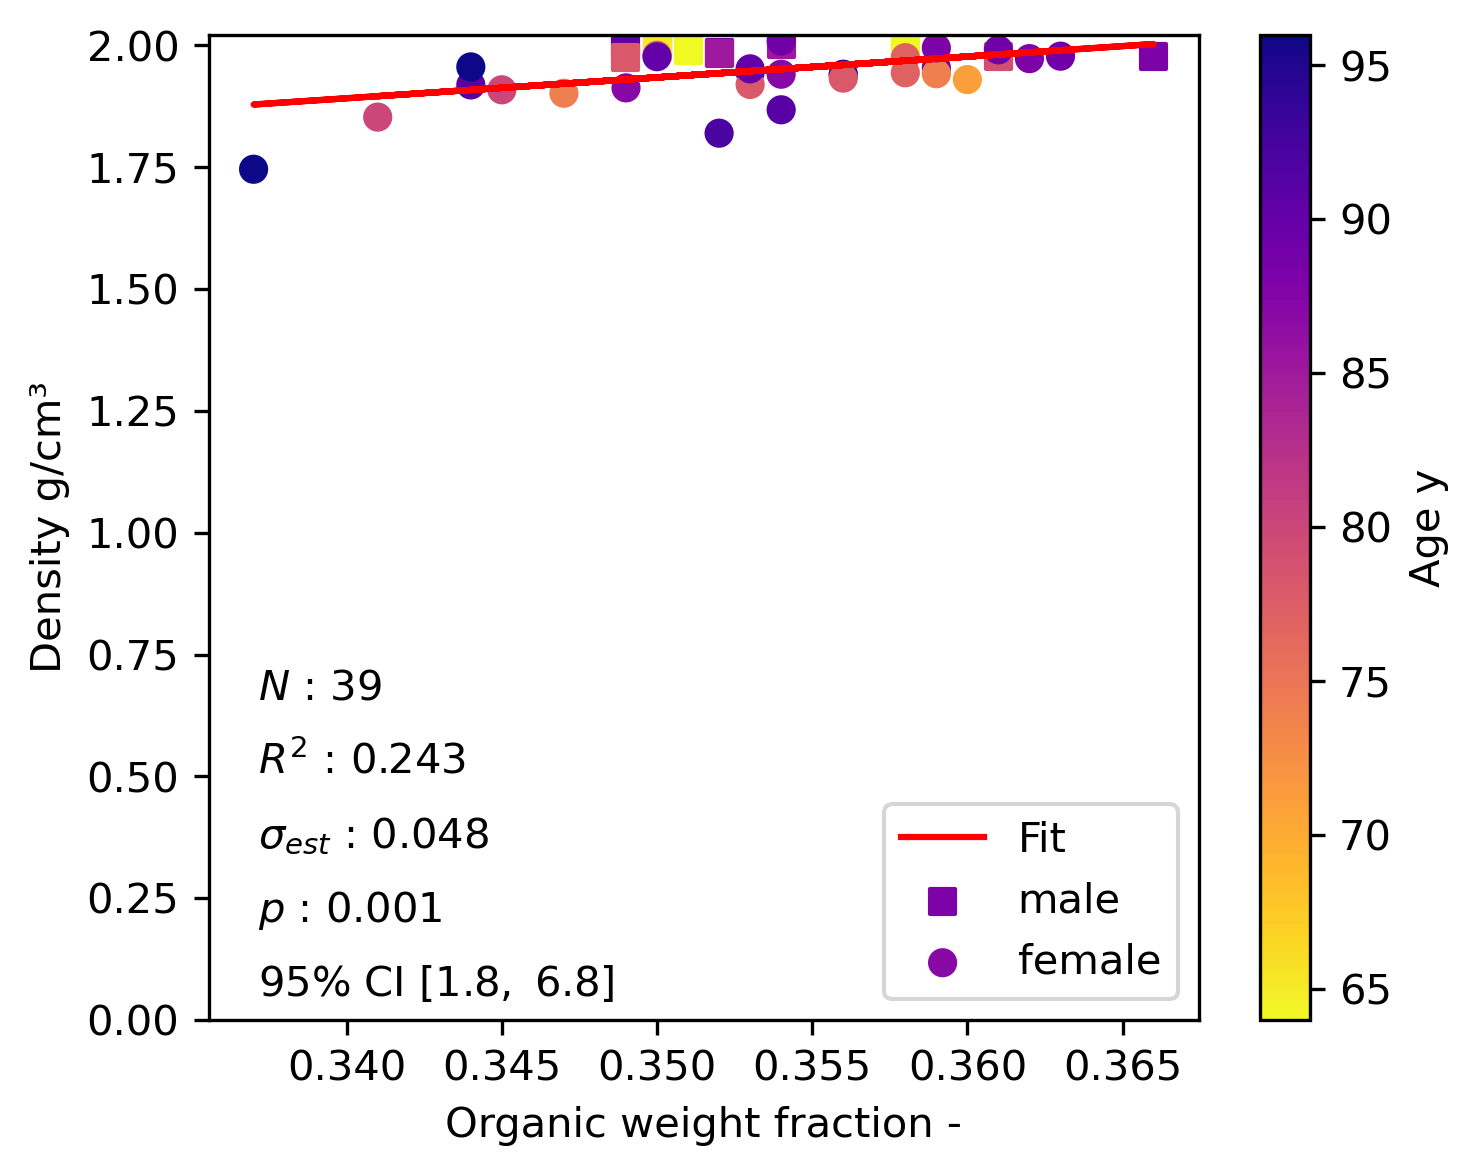 2.00
1.75
1.50
1.25
1.00
0.75
0.50
0.25
0.00
Density g/cm³
N : 39
R² : 0.243
σ_est : 0.048
p : 0.001
95% CI [1.8, 6.8]
Fit
male
female
0.340 0.345 0.350 0.355 0.360 0.365
Organic weight fraction -
95
90
85
80
75
70
65
Age y